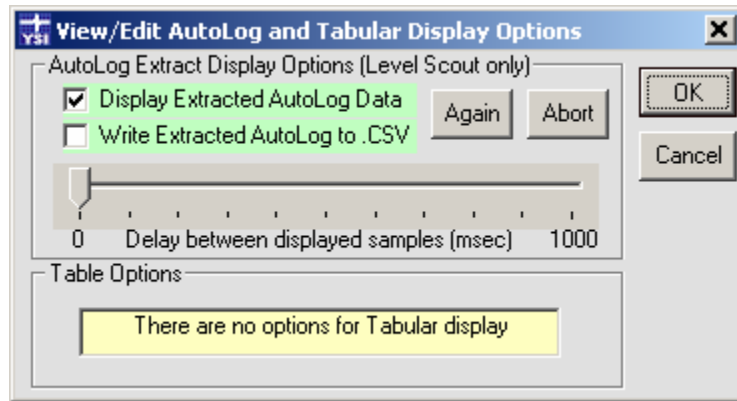 YSI View/Edit AutoLog and Tabular Display Options
AutoLog Extract Display Options (Level Scout only)
Display Extracted AutoLog Data
Write Extracted AutoLog to .CSV
Again
Abort
OK
Cancel
0 Delay between displayed samples (msec) 1000
Table Options
There are no options for Tabular display